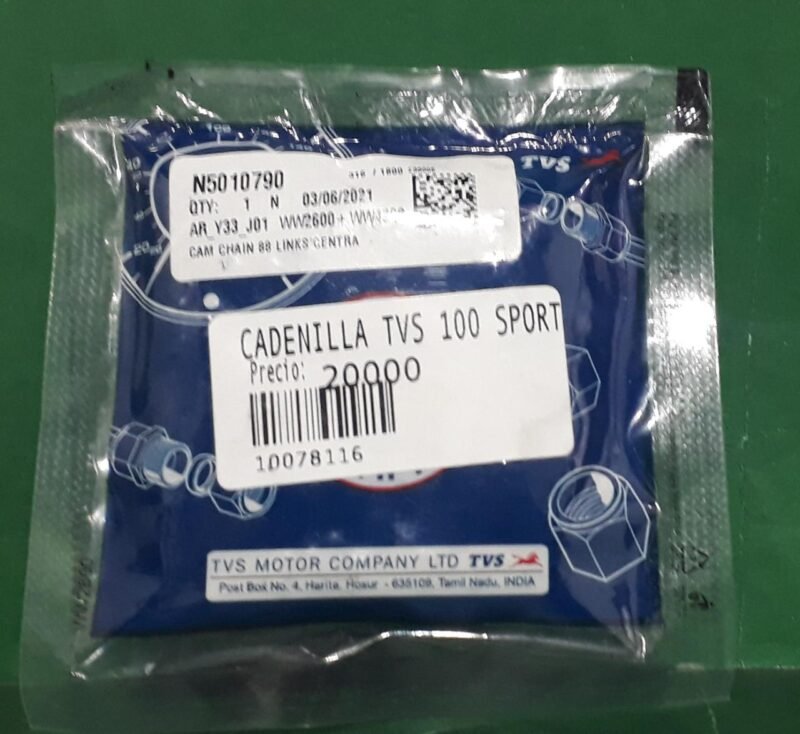 TVS
N5010790
QTY: 1 N 03/06/2021
AR_Y33_J01 WW2600+
CAM CHAIN 88 LINKS CENTRA
CADENILLA TVS 100 SPORT
Precio: 20000
10078116
TVS MOTOR COMPANY LTD TVS
Post Box No. 4, Harita, Hosur - 635109, Tamil Nadu, INDIA